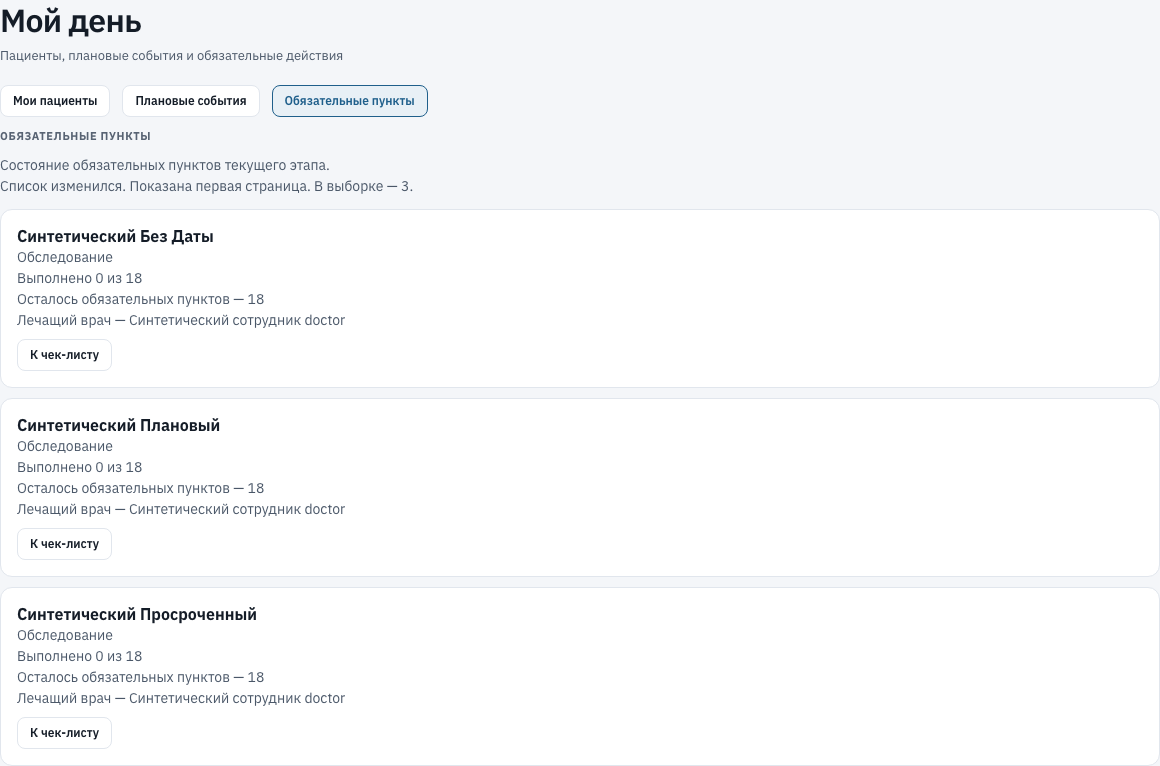 Мой день
Пациенты, плановые события и обязательные действия
Мои пациенты
Плановые события
Обязательные пункты
ОБЯЗАТЕЛЬНЫЕ ПУНКТЫ
Состояние обязательных пунктов текущего этапа.
Список изменился. Показана первая страница. В выборке — 3.
Синтетический Без Даты
Обследование
Выполнено 0 из 18
Осталось обязательных пунктов — 18
Лечащий врач — Синтетический сотрудник doctor
К чек-листу
Синтетический Плановый
Обследование
Выполнено 0 из 18
Осталось обязательных пунктов — 18
Лечащий врач — Синтетический сотрудник doctor
К чек-листу
Синтетический Просроченный
Обследование
Выполнено 0 из 18
Осталось обязательных пунктов — 18
Лечащий врач — Синтетический сотрудник doctor
К чек-листу